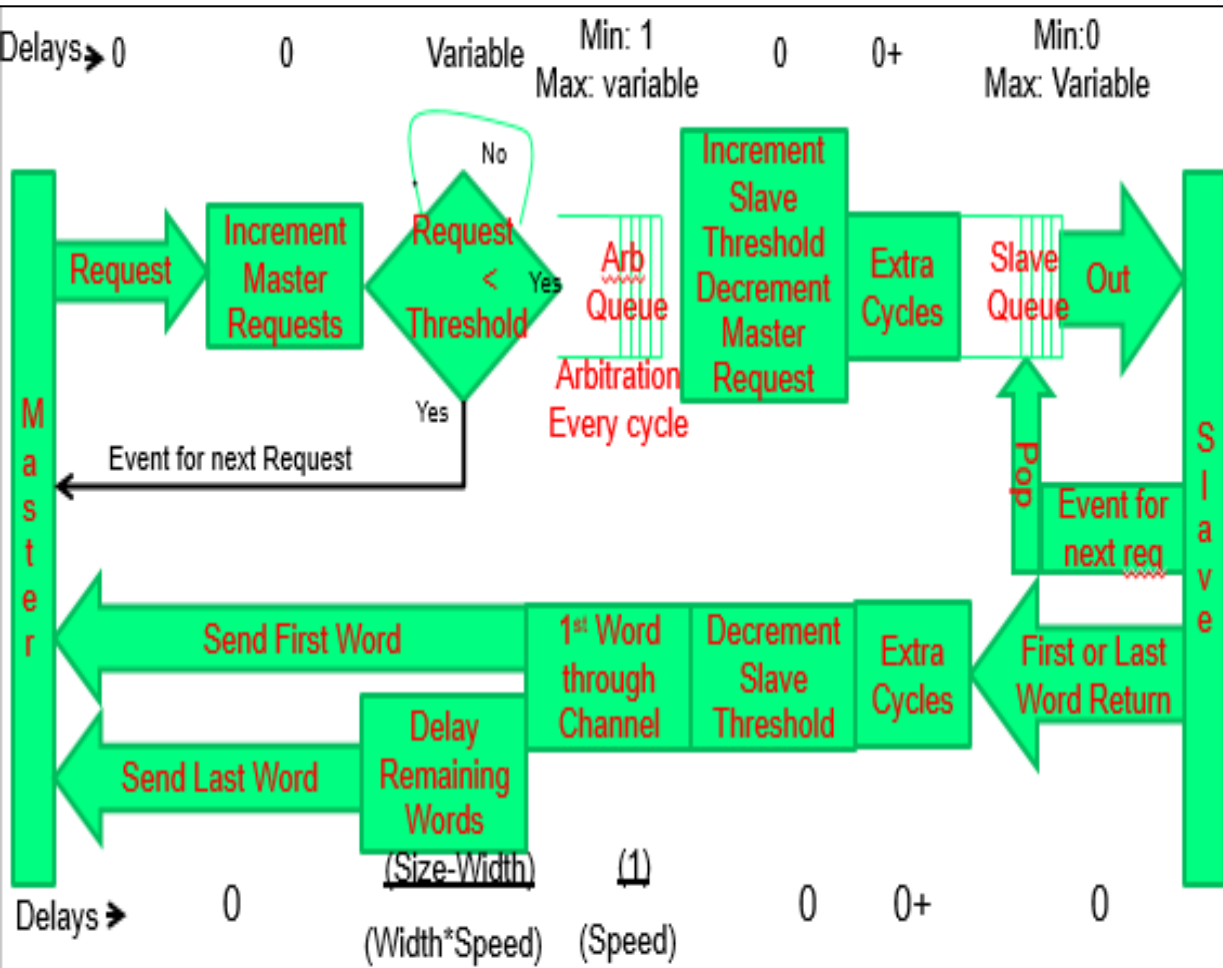 Delays → 0 0 Variable Min: 1 0 0+ Min:0
Max: variable Max: Variable
No
Request
Increment
Master
Requests
Request
<
Threshold
Yes
Arb
Queue
Arbitration
Every cycle
Increment
Slave
Threshold
Decrement
Master
Request
Extra
Cycles
Slave
Queue
Out
Yes
Event for next Request
Master
Slave
Pop
Event for
next req
Send First Word
1st Word
through
Channel
Decrement
Slave
Threshold
Extra
Cycles
First or Last
Word Return
Send Last Word
Delay
Remaining
Words
Delays → 0 (Size-Width) (1) 0 0+ 0
(Width*Speed) (Speed)